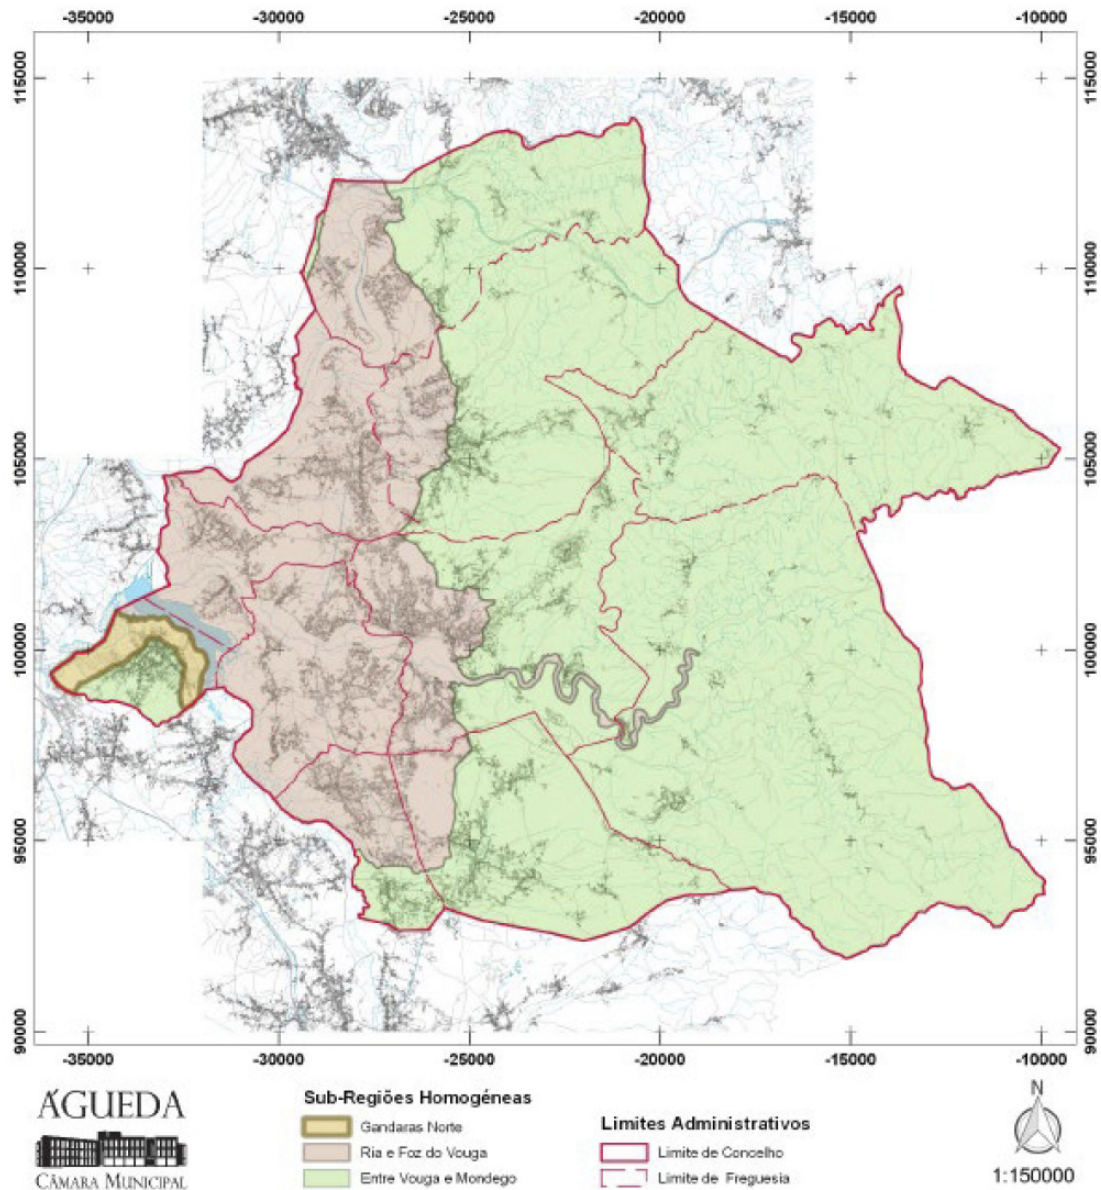 -35000 -30000 -25000 -20000 -15000 -10000
115000 115000
110000 110000
105000 105000
100000 100000
95000 95000
90000 90000
-35000 -30000 -25000 -20000 -15000 -10000
ÁGUEDA
CÂMARA MUNICIPAL
Sub-Regiões Homogéneas
Gandaras Norte
Ria e Foz do Vouga
Entre Vouga e Mondego
Limites Administrativos
Limite de Concelho
Limite de Freguesia
N
1:150000